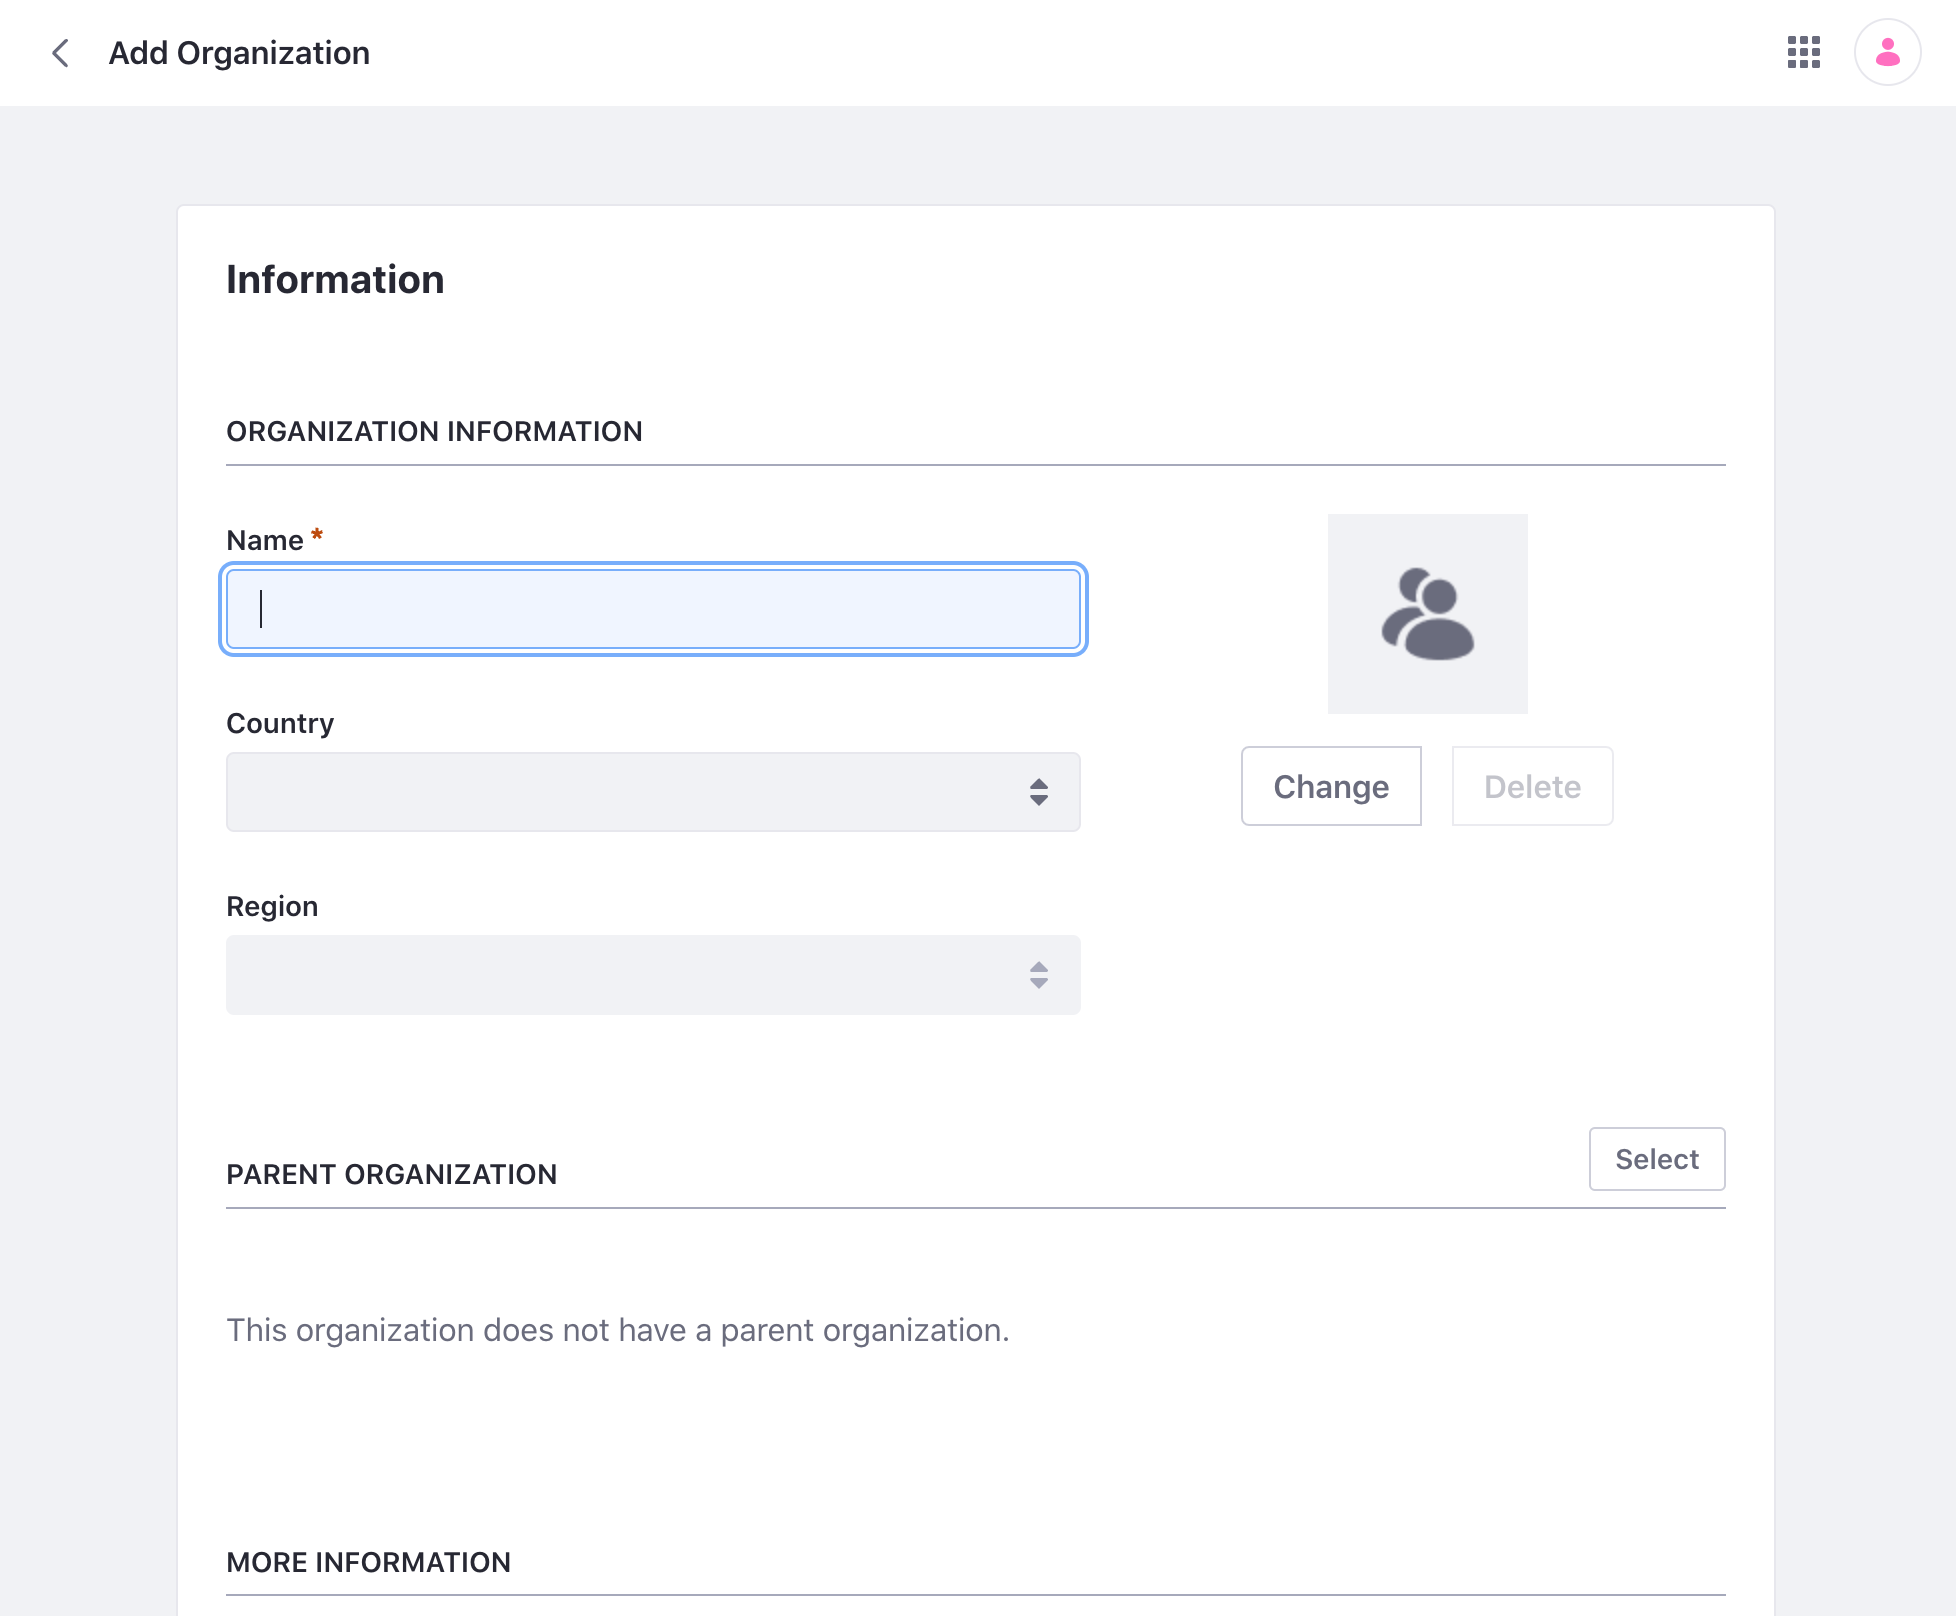 Add Organization
Information
ORGANIZATION INFORMATION
Name *
Country
Change
Delete
Region
PARENT ORGANIZATION
Select
This organization does not have a parent organization.
MORE INFORMATION